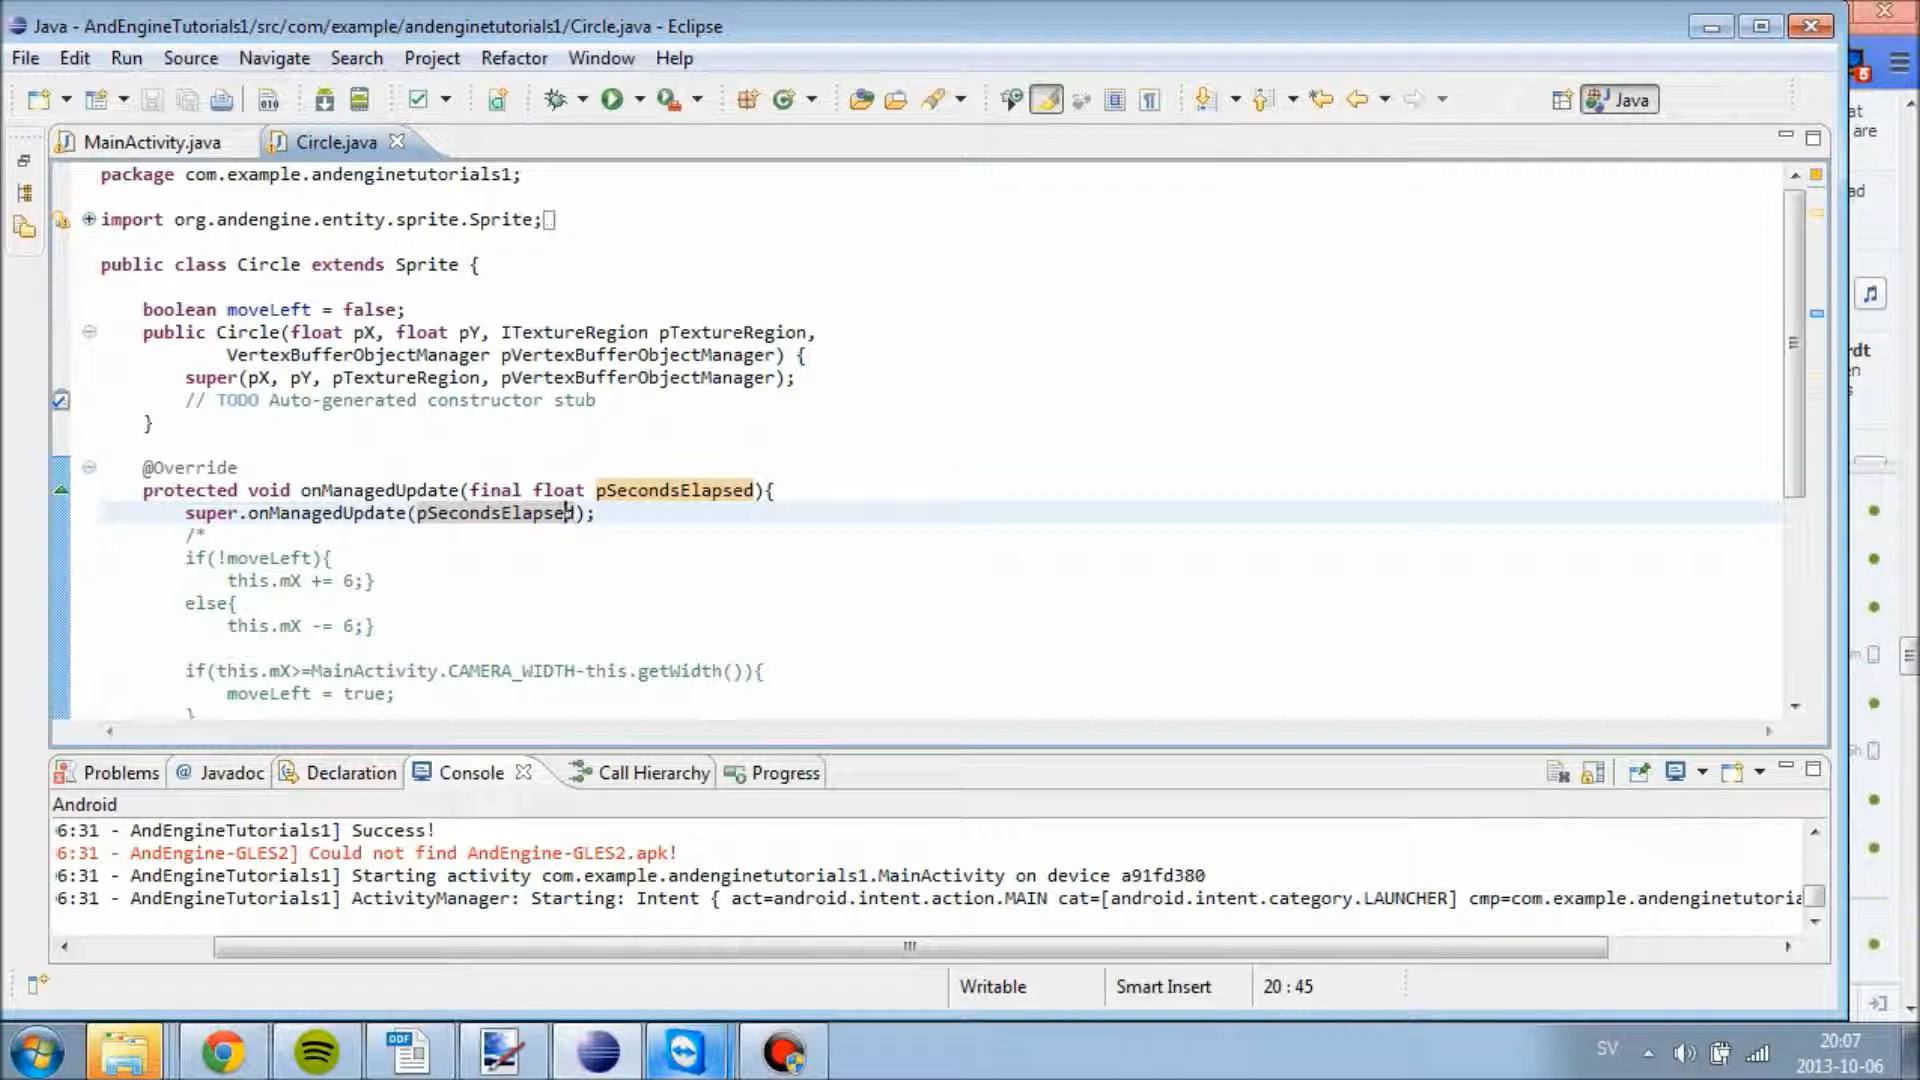 Java - AndEngineTutorials1/src/com/example/andenginetutorials1/Circle.java - Eclipse
File Edit Run Source Navigate Search Project Refactor Window Help
Java
MainActivity.java Circle.java
package com.example.andenginetutorials1;
import org.andengine.entity.sprite.Sprite;
public class Circle extends Sprite {
boolean moveLeft = false;
public Circle(float pX, float pY, ITextureRegion pTextureRegion,
VertexBufferObjectManager pVertexBufferObjectManager) {
super(pX, pY, pTextureRegion, pVertexBufferObjectManager);
// TODO Auto-generated constructor stub
}
@Override
protected void onManagedUpdate(final float pSecondsElapsed){
super.onManagedUpdate(pSecondsElapsed);
/*
if(!moveLeft){
this.mX += 6;}
else{
this.mX -= 6;}
if(this.mX>=MainActivity.CAMERA_WIDTH-this.getWidth()){
moveLeft = true;
}
Problems @ Javadoc Declaration Console Call Hierarchy Progress
Android
6:31 - AndEngineTutorials1] Success!
6:31 - AndEngine-GLES2] Could not find AndEngine-GLES2.apk!
6:31 - AndEngineTutorials1] Starting activity com.example.andenginetutorials1.MainActivity on device a91fd380
6:31 - AndEngineTutorials1] ActivityManager: Starting: Intent { act=android.intent.action.MAIN cat=[android.intent.category.LAUNCHER] cmp=com.example.andenginetutoria
Writable Smart Insert 20 : 45
ODF
SV
20:07
2013-10-06
5
at
are
ad
rdt
en